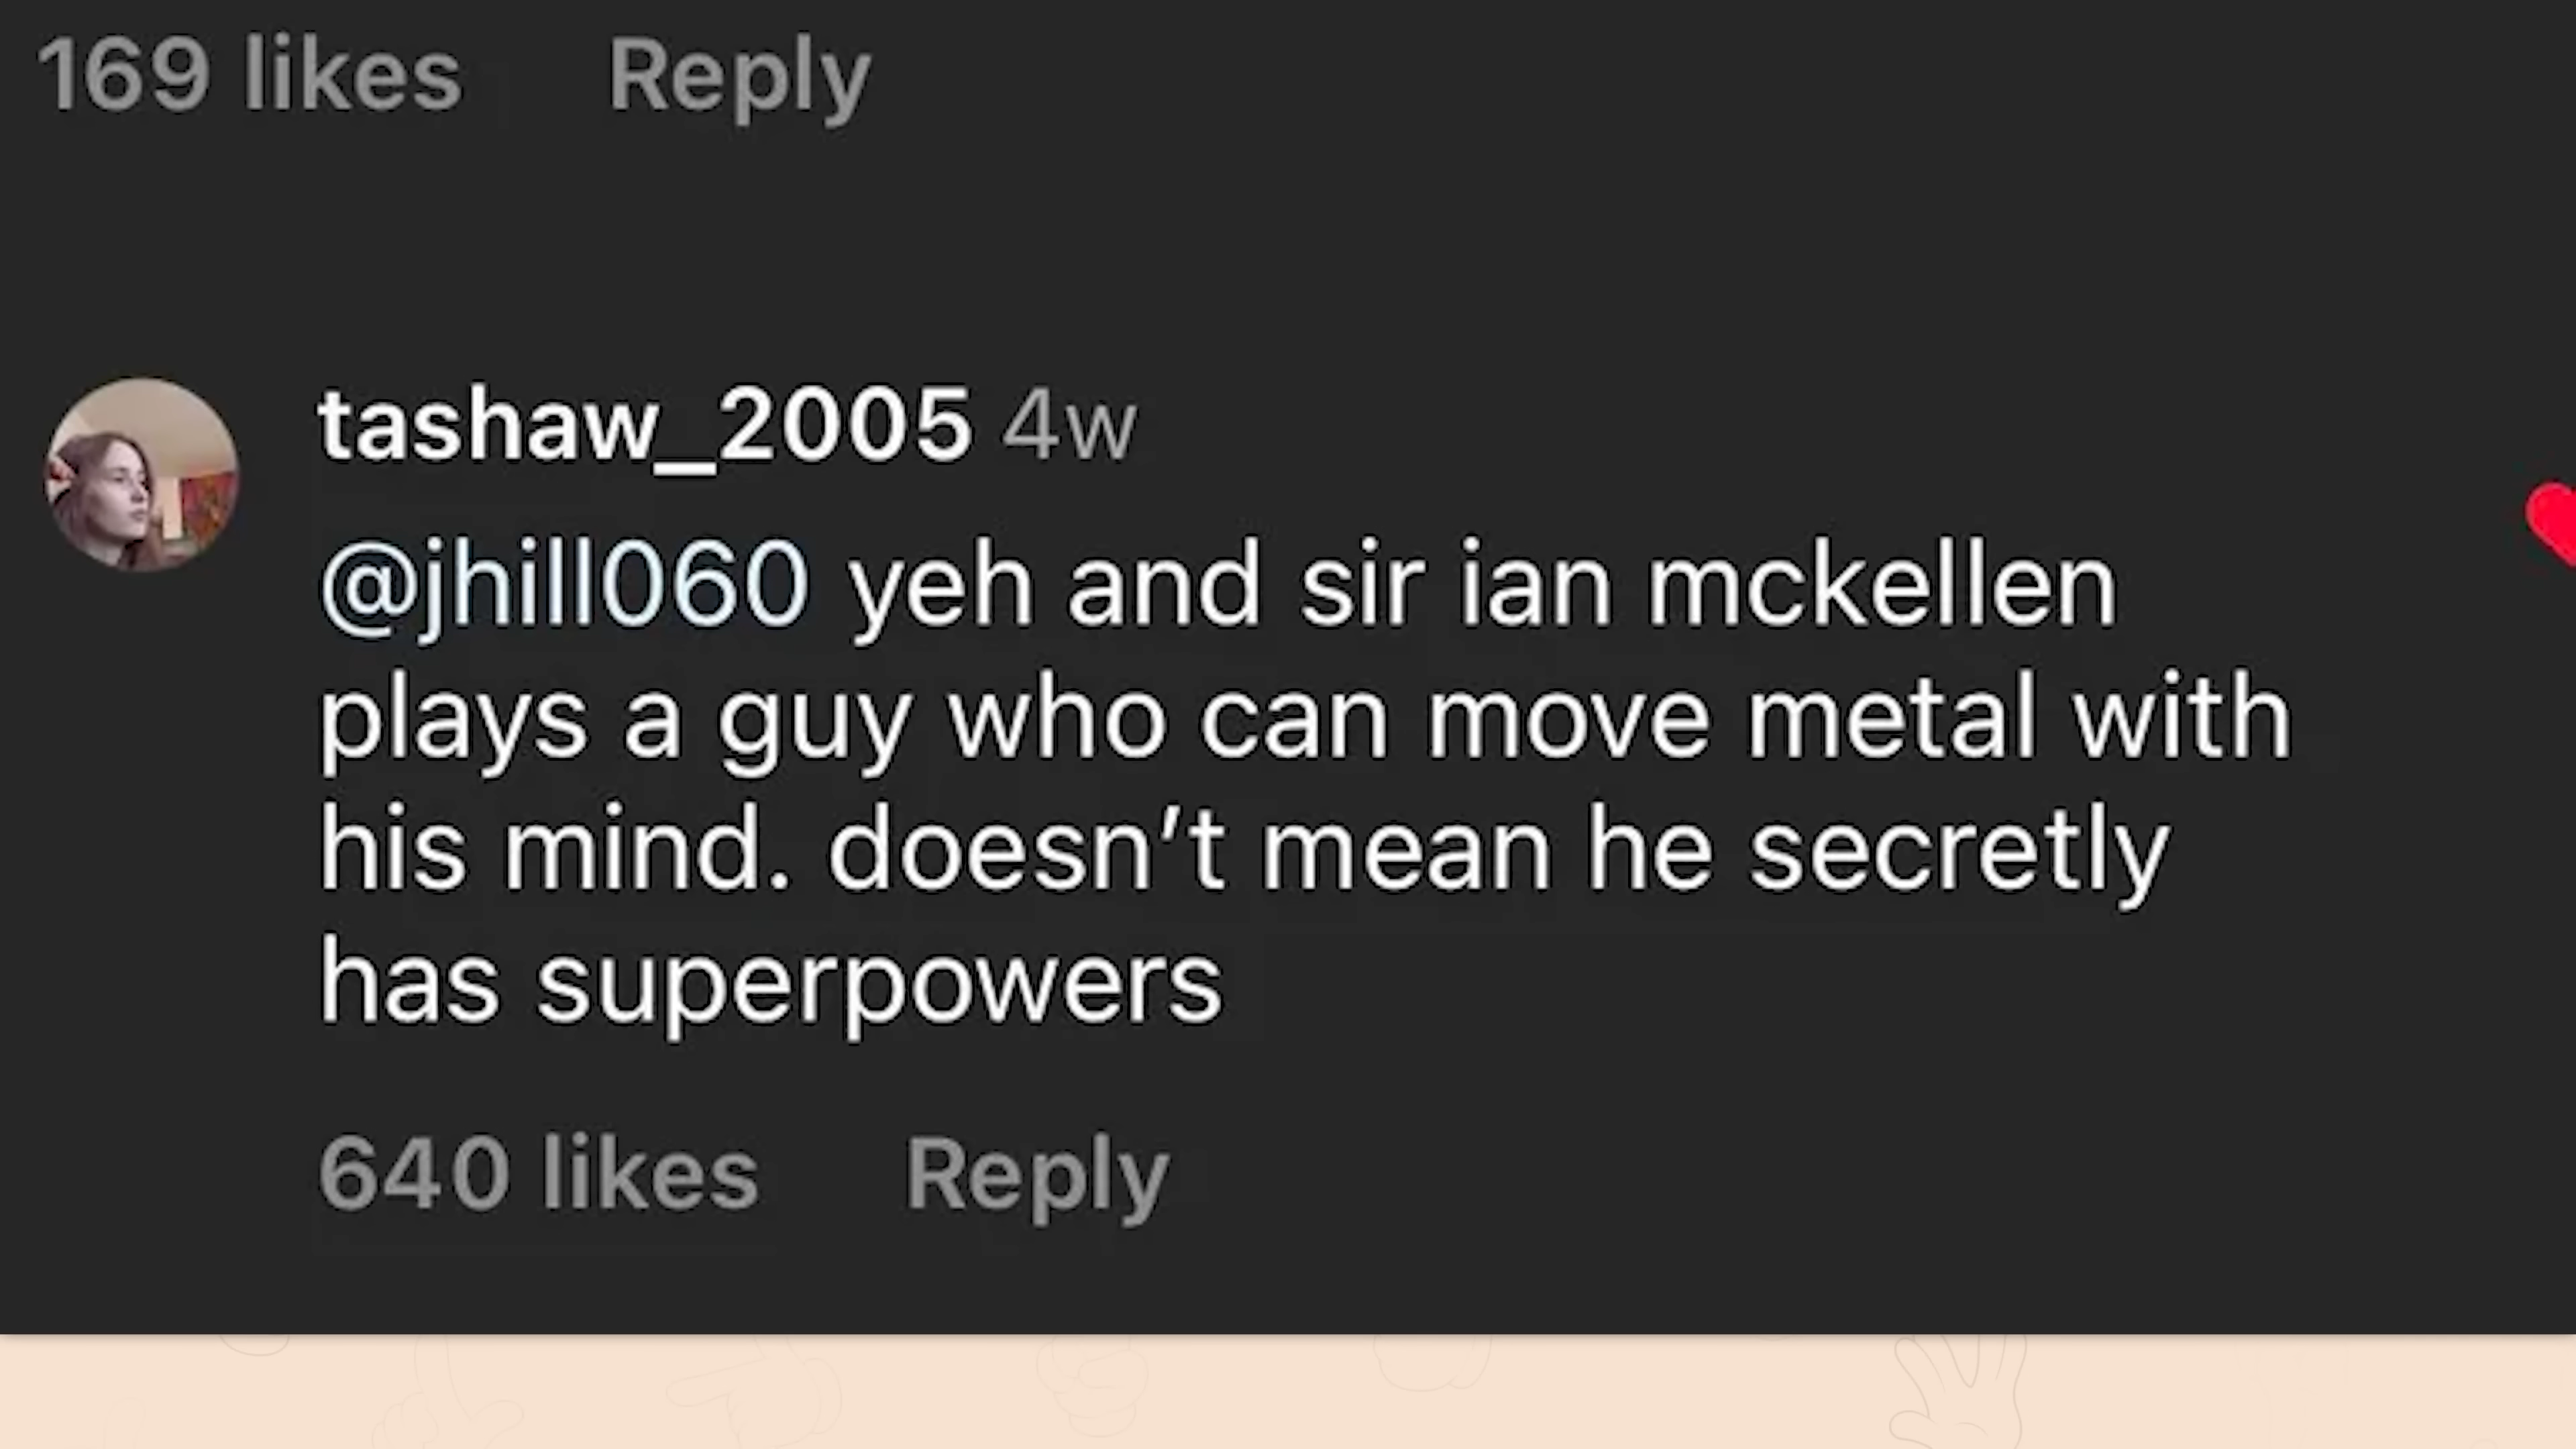 169 likes Reply
tashaw_2005 4w
@jhill060 yeh and sir ian mckellen
plays a guy who can move metal with
his mind. doesn’t mean he secretly
has superpowers
640 likes Reply